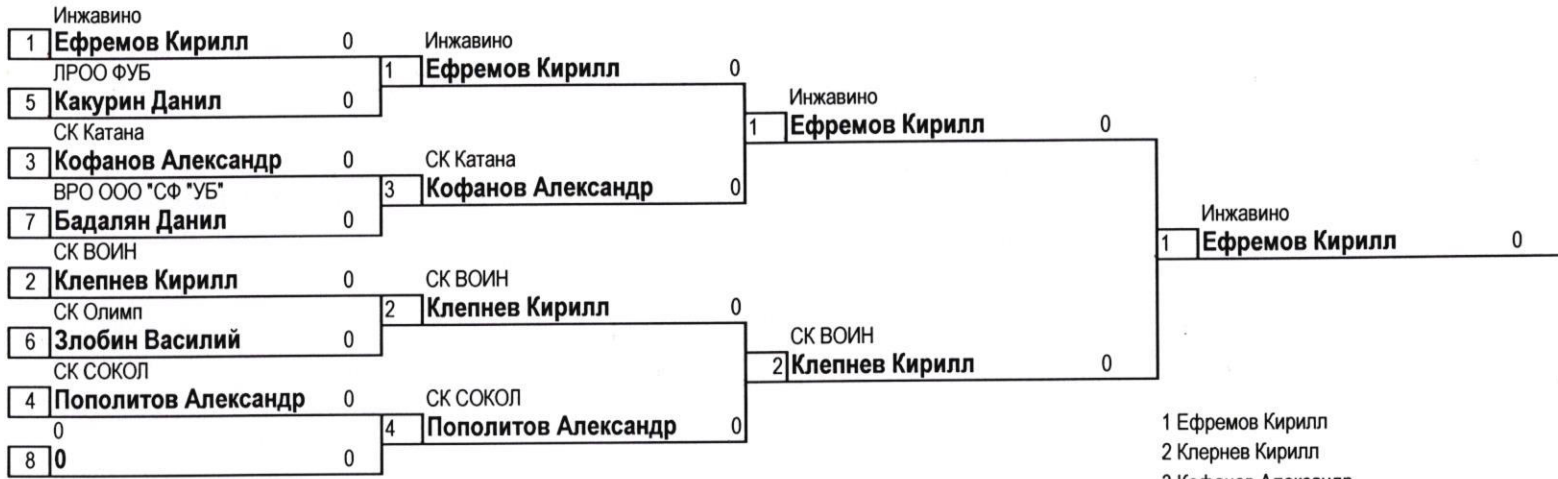 Инжавино
1 Ефремов Кирилл 0
ЛРОО ФУБ
5 Какурин Данил 0
СК Катана
3 Кофанов Александр 0
ВРО ООО "СФ "УБ"
7 Бадалян Данил 0
СК ВОИН
2 Клепнев Кирилл 0
СК Олимп
6 Злобин Василий 0
СК СОКОЛ
4 Пополитов Александр 0
0
8 0 0
Инжавино
1 Ефремов Кирилл 0
СК Катана
3 Кофанов Александр 0
СК ВОИН
2 Клепнев Кирилл 0
СК СОКОЛ
4 Пополитов Александр 0
Инжавино
1 Ефремов Кирилл 0
СК ВОИН
2 Клепнев Кирилл 0
Инжавино
1 Ефремов Кирилл 0
1 Ефремов Кирилл
2 Клернев Кирилл
3 Кофанов Александр